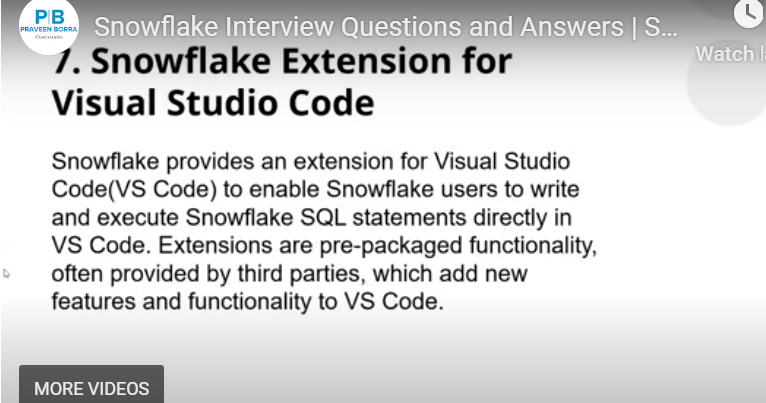 P|B
PRAVEEN BORRA
Snowflake Interview Questions and Answers | S...
Watch la
7. Snowflake Extension for
Visual Studio Code
Snowflake provides an extension for Visual Studio
Code(VS Code) to enable Snowflake users to write
and execute Snowflake SQL statements directly in
VS Code. Extensions are pre-packaged functionality,
often provided by third parties, which add new
features and functionality to VS Code.
MORE VIDEOS